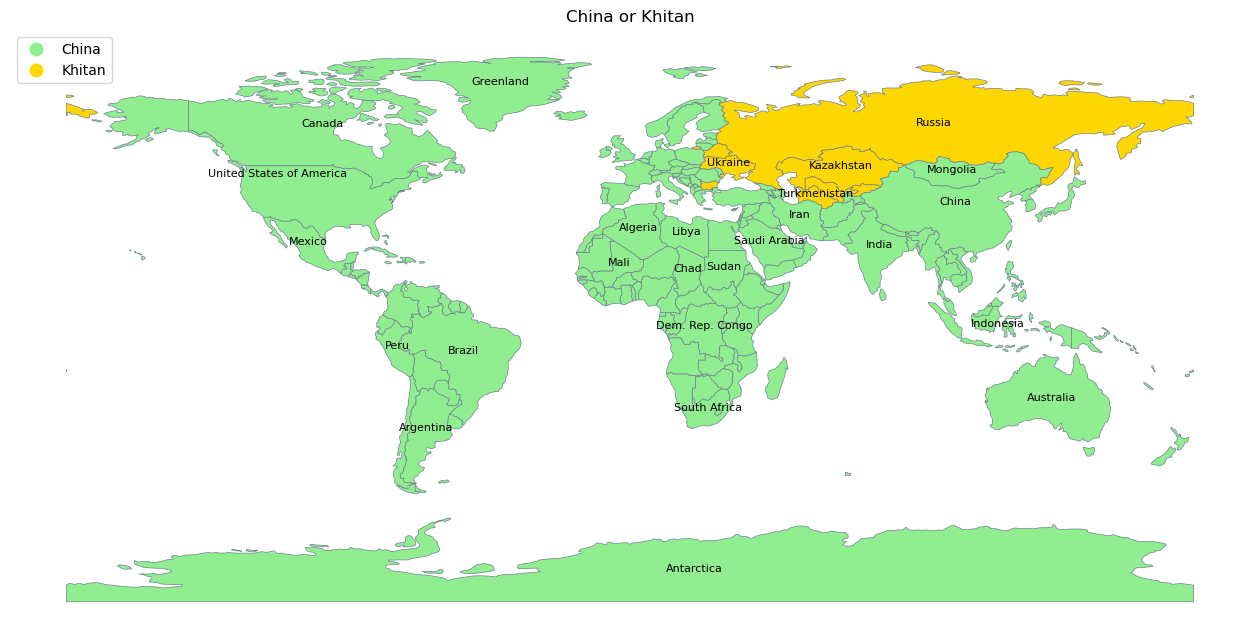 China or Khitan
China
Khitan
Greenland
Canada
Russia
United States of America
Ukraine
Kazakhstan
Mongolia
Turkmenistan
China
Mexico
Algeria
Libya
Iran
Saudi Arabia
India
Mali
Chad
Sudan
Dem. Rep. Congo
Indonesia
Peru
Brazil
Australia
South Africa
Argentina
Antarctica